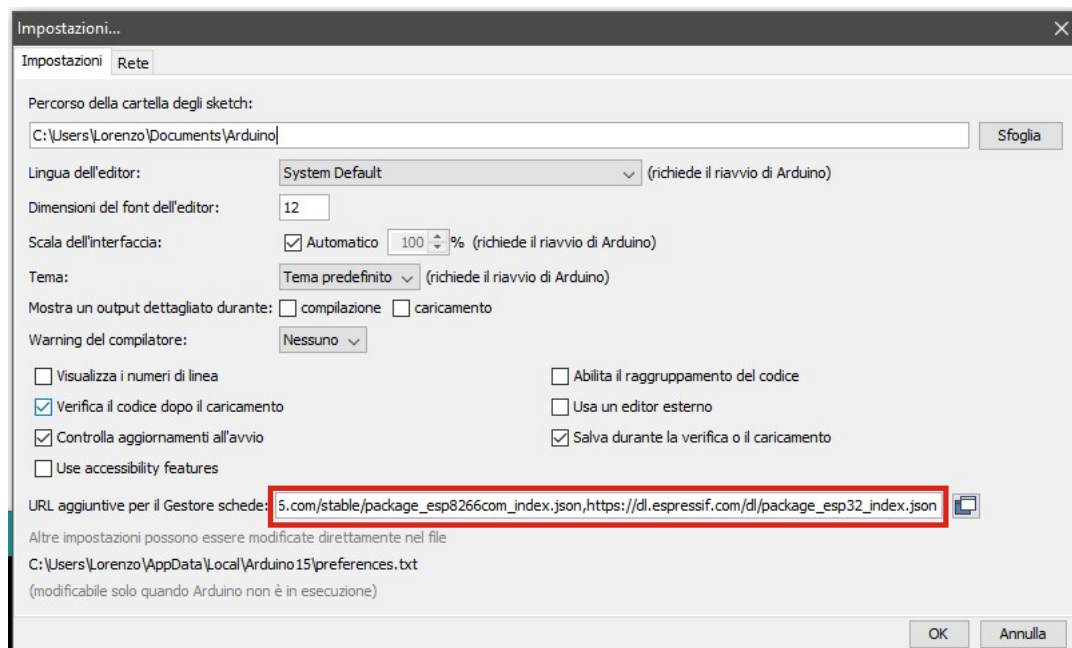 Impostazioni...
Impostazioni Rete
Percorso della cartella degli sketch:
C:\Users\Lorenzo\Documents\Arduino Sfoglia
Lingua dell'editor: System Default (richiede il riavvio di Arduino)
Dimensioni del font dell'editor: 12
Scala dell'interfaccia: Automatico 100 % (richiede il riavvio di Arduino)
Tema: Tema predefinito (richiede il riavvio di Arduino)
Mostra un output dettagliato durante: compilazione caricamento
Warning del compilatore: Nessuno
Visualizza i numeri di linea Abilita il raggruppamento del codice
Verifica il codice dopo il caricamento Usa un editor esterno
Controlla aggiornamenti all'avvio Salva durante la verifica o il caricamento
Use accessibility features
URL aggiuntive per il Gestore schede: 6.com/stable/package_esp8266com_index.json,https://dl.espressif.com/dl/package_esp32_index.json
Altre impostazioni possono essere modificate direttamente nel file
C:\Users\Lorenzo\AppData\Local\Arduino15\preferences.txt
(modificabile solo quando Arduino non è in esecuzione)
OK Annulla